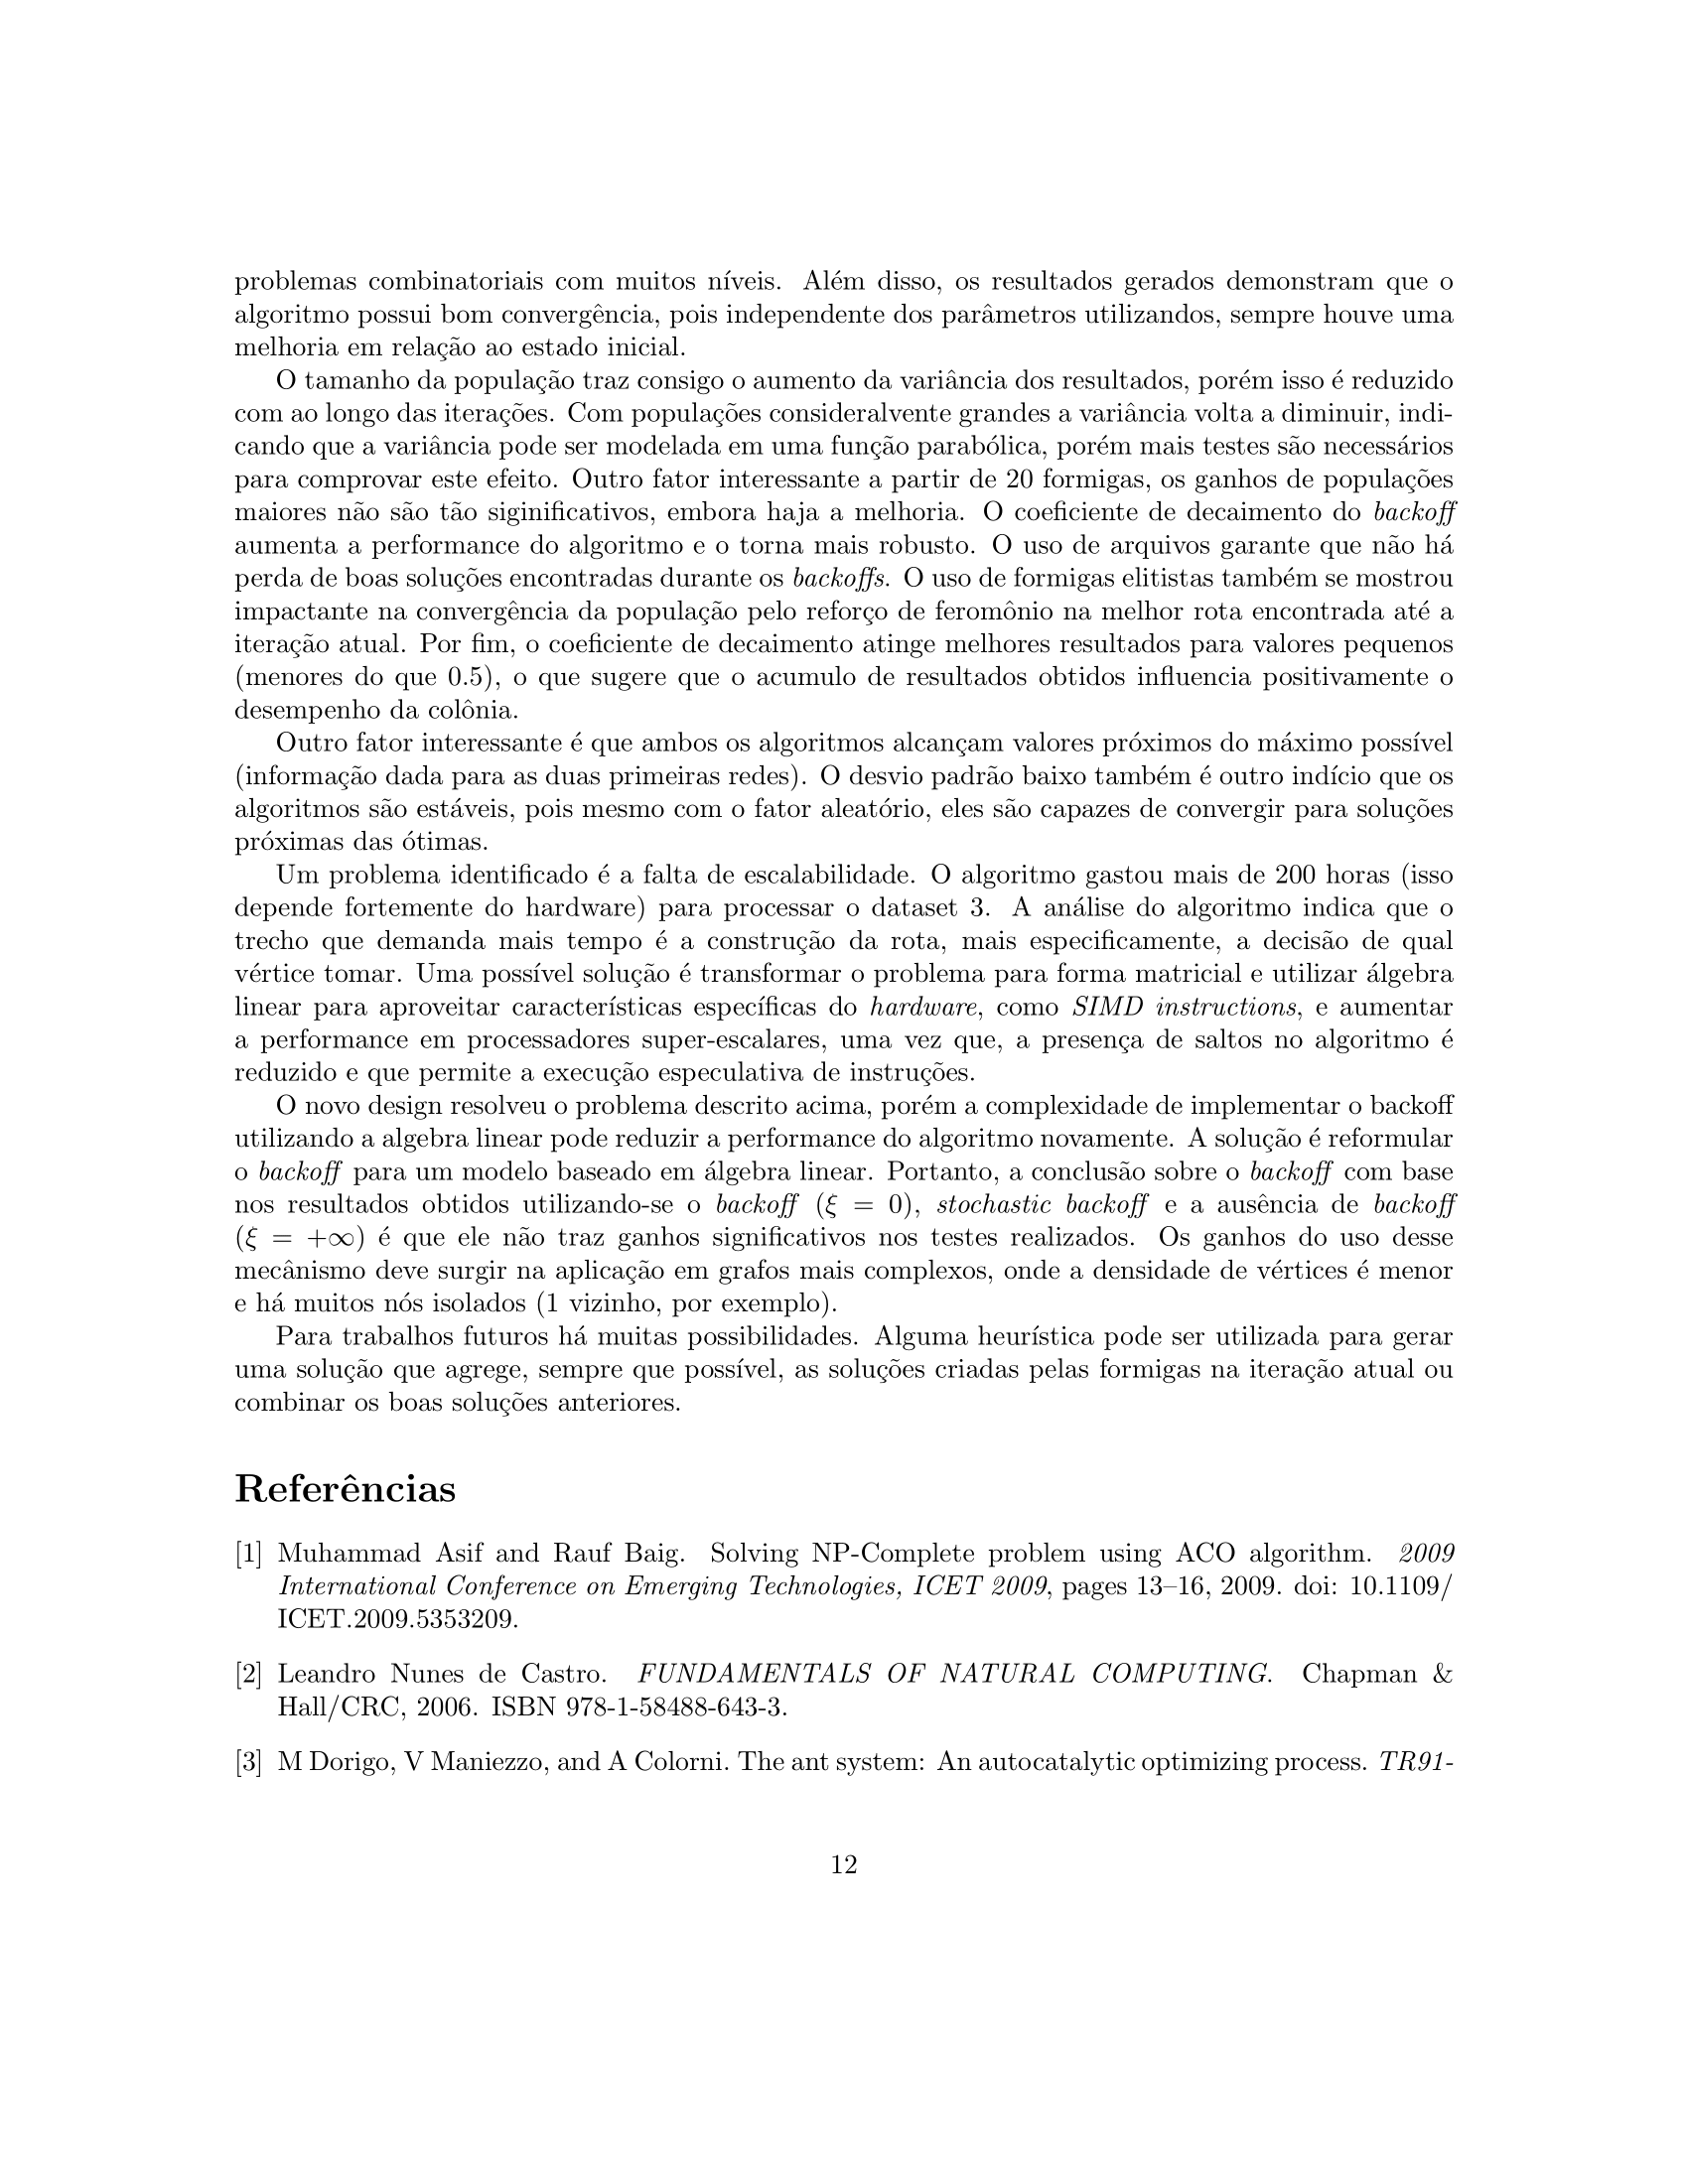 problemas combinatoriais com muitos níveis. Além disso, os resultados gerados demonstram que o
algoritmo possui bom convergência, pois independente dos parâmetros utilizandos, sempre houve uma
melhoria em relação ao estado inicial.
O tamanho da população traz consigo o aumento da variância dos resultados, porém isso é reduzido
com ao longo das iterações. Com populações consideralvente grandes a variância volta a diminuir, indi-
cando que a variância pode ser modelada em uma função parabólica, porém mais testes são necessários
para comprovar este efeito. Outro fator interessante a partir de 20 formigas, os ganhos de populações
maiores não são tão siginificativos, embora haja a melhoria. O coeficiente de decaimento do backoff
aumenta a performance do algoritmo e o torna mais robusto. O uso de arquivos garante que não há
perda de boas soluções encontradas durante os backoffs. O uso de formigas elitistas também se mostrou
impactante na convergência da população pelo reforço de feromônio na melhor rota encontrada até a
iteração atual. Por fim, o coeficiente de decaimento atinge melhores resultados para valores pequenos
(menores do que 0.5), o que sugere que o acumulo de resultados obtidos influencia positivamente o
desempenho da colônia.
Outro fator interessante é que ambos os algoritmos alcançam valores próximos do máximo possível
(informação dada para as duas primeiras redes). O desvio padrão baixo também é outro indício que os
algoritmos são estáveis, pois mesmo com o fator aleatório, eles são capazes de convergir para soluções
próximas das ótimas.
Um problema identificado é a falta de escalabilidade. O algoritmo gastou mais de 200 horas (isso
depende fortemente do hardware) para processar o dataset 3. A análise do algoritmo indica que o
trecho que demanda mais tempo é a construção da rota, mais especificamente, a decisão de qual
vértice tomar. Uma possível solução é transformar o problema para forma matricial e utilizar álgebra
linear para aproveitar características específicas do hardware, como SIMD instructions, e aumentar
a performance em processadores super-escalares, uma vez que, a presença de saltos no algoritmo é
reduzido e que permite a execução especulativa de instruções.
O novo design resolveu o problema descrito acima, porém a complexidade de implementar o backoff
utilizando a algebra linear pode reduzir a performance do algoritmo novamente. A solução é reformular
o backoff para um modelo baseado em álgebra linear. Portanto, a conclusão sobre o backoff com base
nos resultados obtidos utilizando-se o backoff (ξ = 0), stochastic backoff e a ausência de backoff
(ξ = +∞) é que ele não traz ganhos significativos nos testes realizados. Os ganhos do uso desse
mecânismo deve surgir na aplicação em grafos mais complexos, onde a densidade de vértices é menor
e há muitos nós isolados (1 vizinho, por exemplo).
Para trabalhos futuros há muitas possibilidades. Alguma heurística pode ser utilizada para gerar
uma solução que agrege, sempre que possível, as soluções criadas pelas formigas na iteração atual ou
combinar os boas soluções anteriores.
Referências
[1] Muhammad Asif and Rauf Baig. Solving NP-Complete problem using ACO algorithm. 2009
International Conference on Emerging Technologies, ICET 2009, pages 13–16, 2009. doi: 10.1109/
ICET.2009.5353209.
[2] Leandro Nunes de Castro. FUNDAMENTALS OF NATURAL COMPUTING. Chapman &
Hall/CRC, 2006. ISBN 978-1-58488-643-3.
[3] M Dorigo, V Maniezzo, and A Colorni. The ant system: An autocatalytic optimizing process. TR91-
12